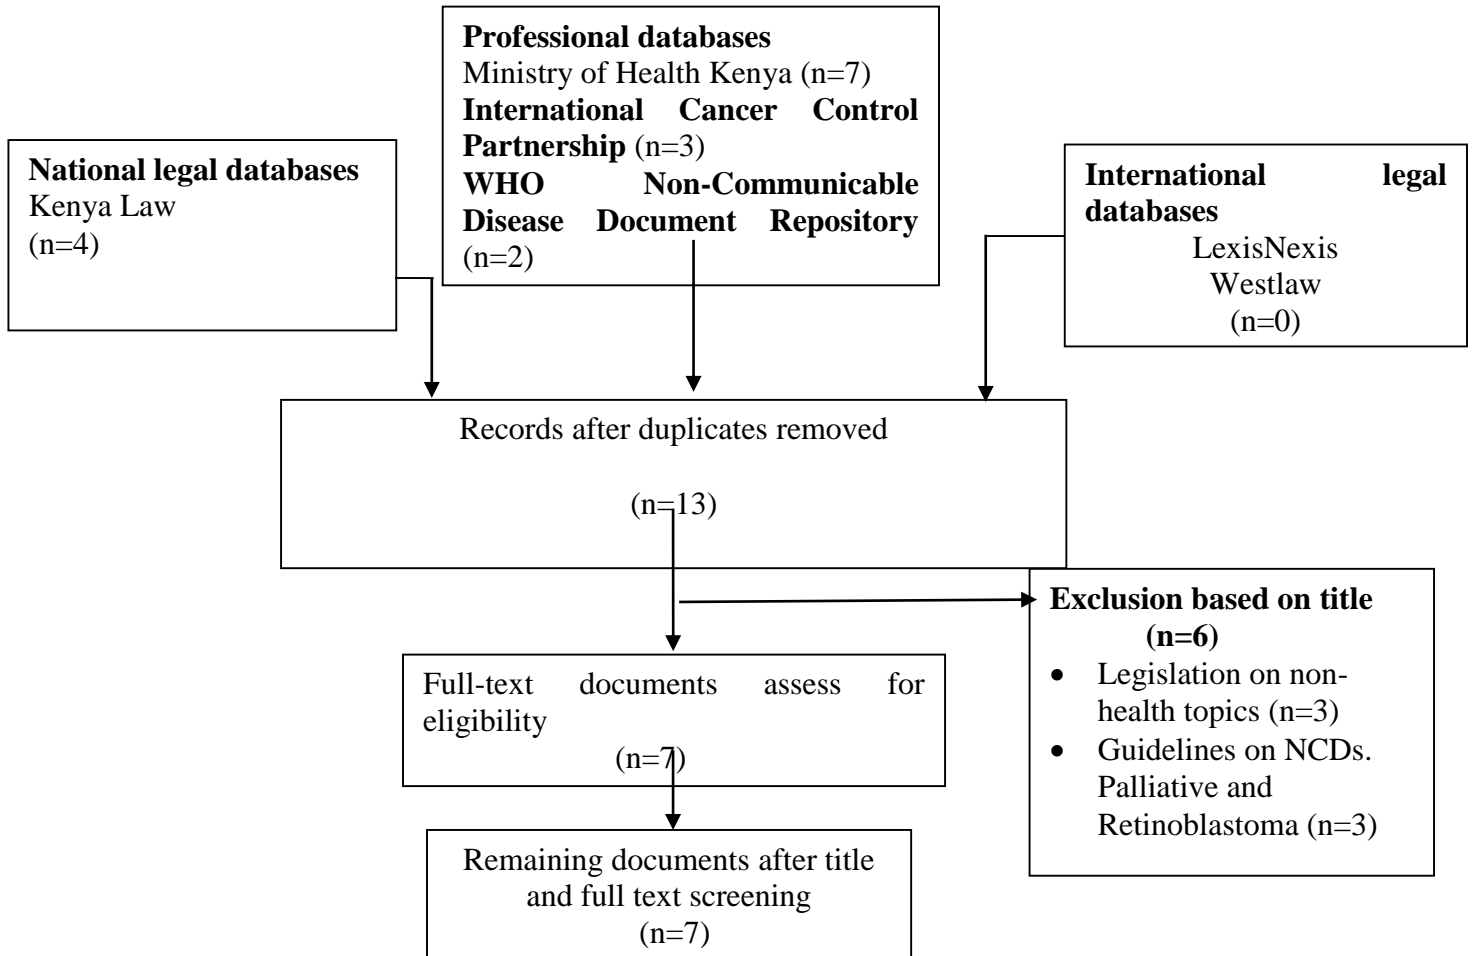 Professional databases
Ministry of Health Kenya (n=7)
International Cancer Control
Partnership (n=3)
WHO Non-Communicable
Disease Document Repository
(n=2)
National legal databases
Kenya Law
(n=4)
International legal
databases
LexisNexis
Westlaw
(n=0)
Records after duplicates removed
(n=13)
Exclusion based on title
(n=6)
• Legislation on non-
health topics (n=3)
• Guidelines on NCDs.
Palliative and
Retinoblastoma (n=3)
Full-text documents assess for
eligibility
(n=7)
Remaining documents after title
and full text screening
(n=7)